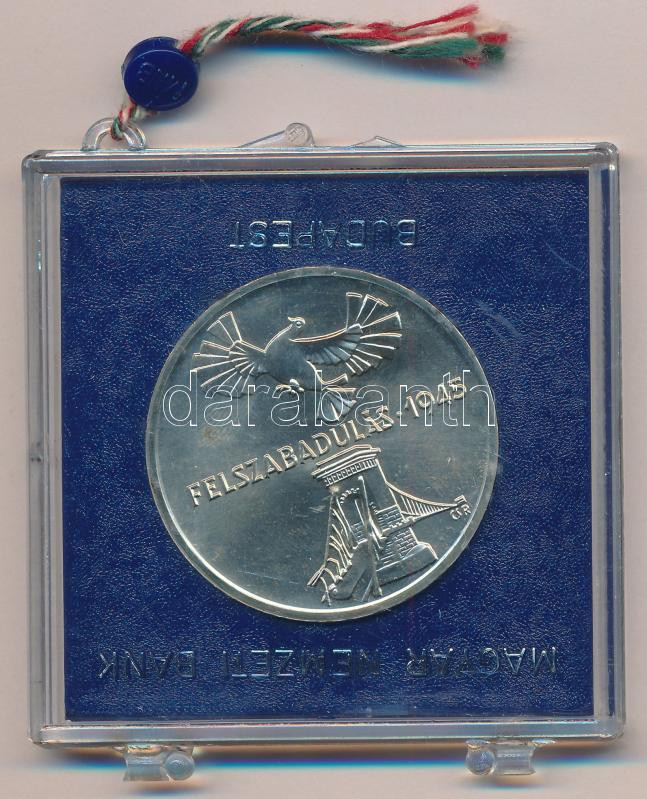 BUDAPEST
darabanth
FELSZABADULÁS·1945
MAGYAR NEMZETI BANK